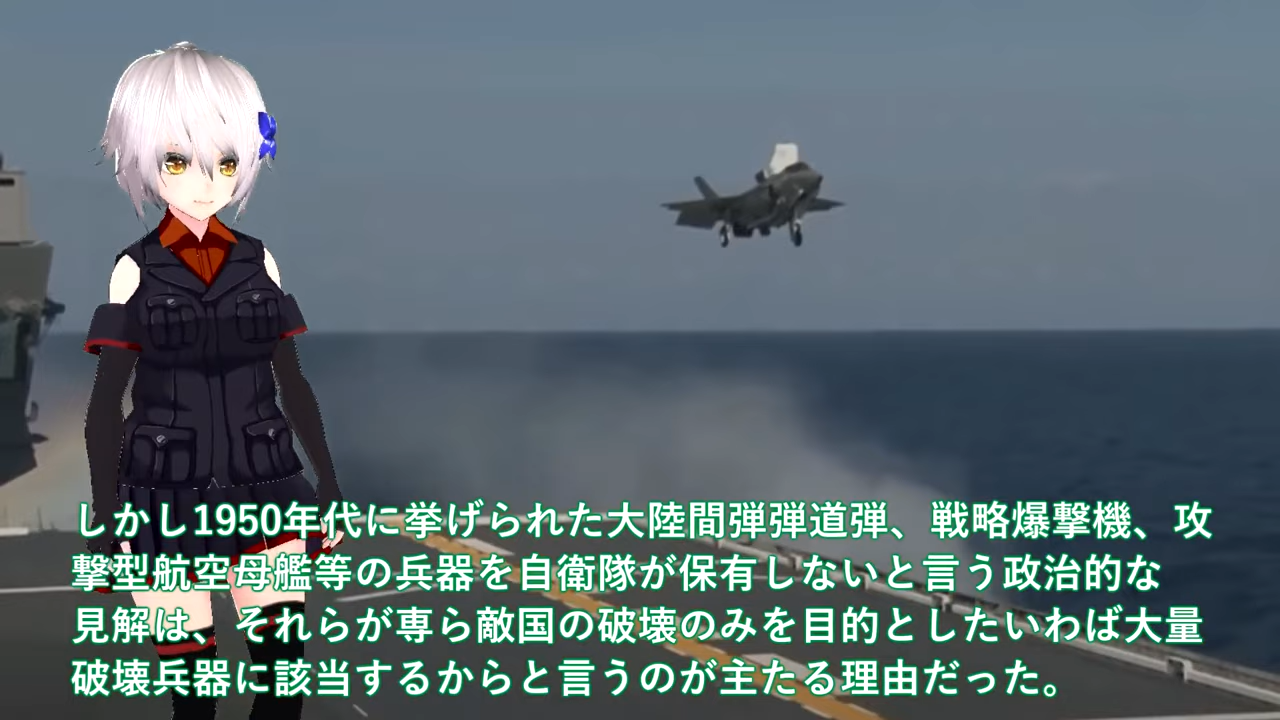 しかし1950年代に挙げられた大陸間弾弾道弾、戦略爆撃機、攻
撃型航空母艦等の兵器を自衛隊が保有しないと言う政治的な
見解は、それらが専ら敵国の破壊のみを目的としたいわば大量
破壊兵器に該当するからと言うのが主たる理由だった。